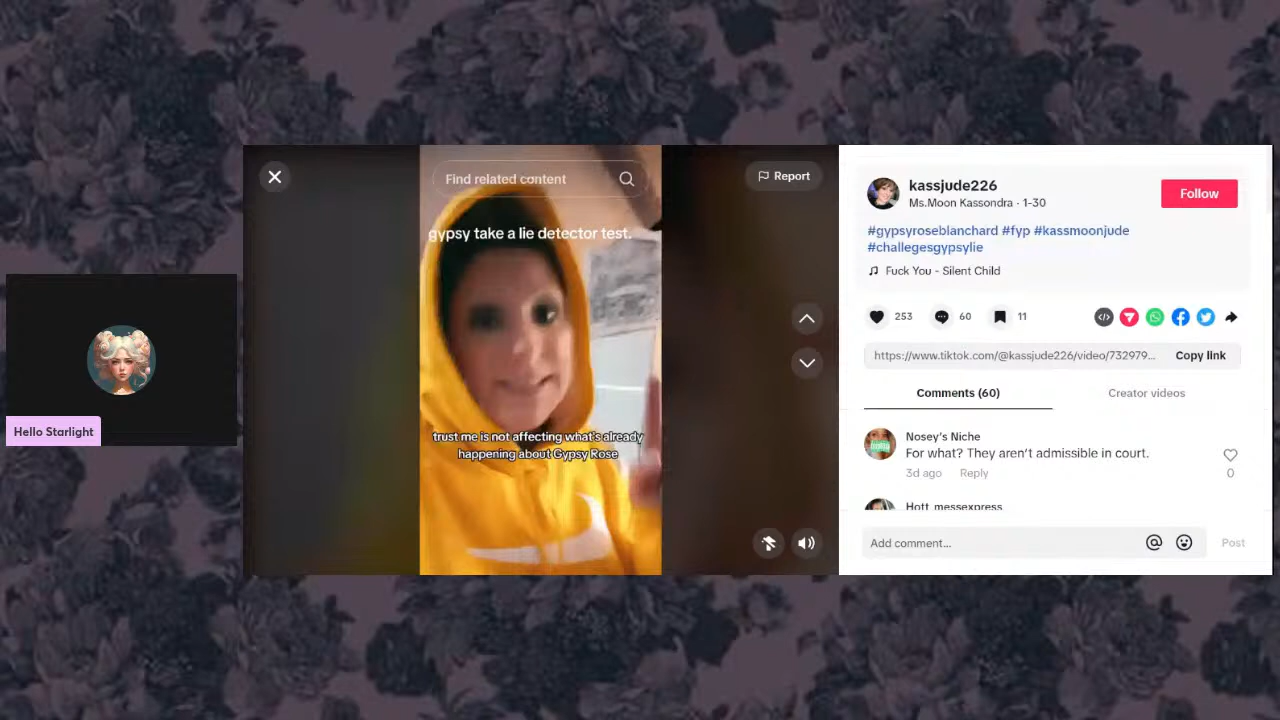 Find related content
Report
gypsy take a lie detector test.
trust me is not affecting what's already
happening about Gypsy Rose
Hello Starlight
kassjude226
Ms.Moon Kassondra · 1-30
Follow
#gypsyroseblanchard #fyp #kassmoonjude
#challegesgypsylie
Fuck You - Silent Child
253
60
11
https://www.tiktok.com/@kassjude226/video/732979...
Copy link
Comments (60)
Creator videos
Nosey's Niche
For what? They aren't admissible in court.
3d ago
Reply
0
Hott_messexpress
Add comment...
Post